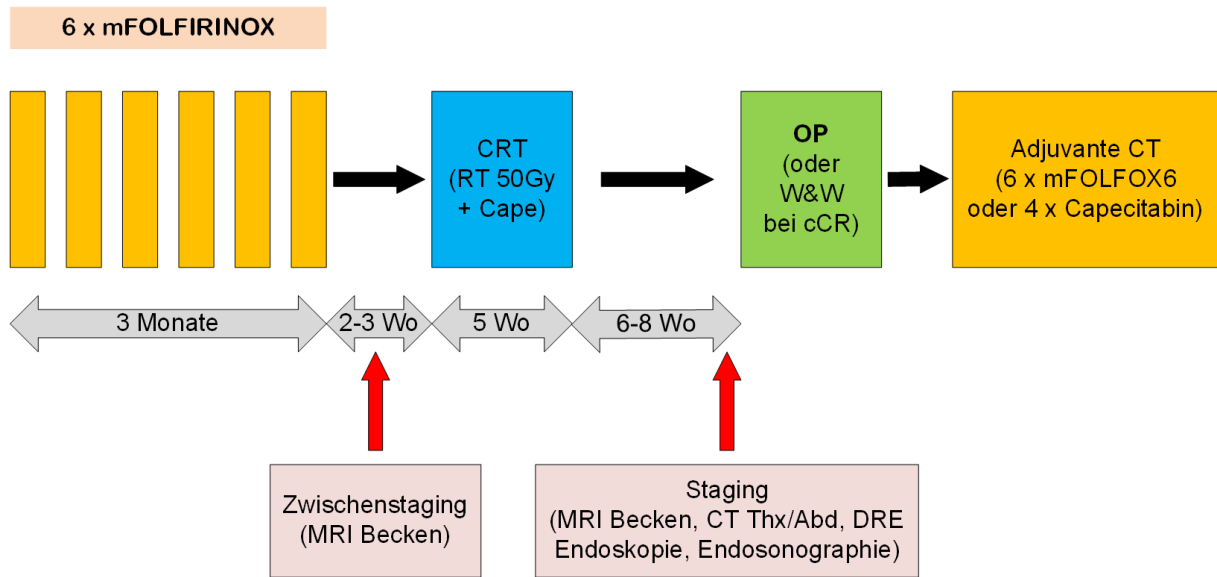 6 x mFOLFIRINOX
CRT
(RT 50Gy
+ Cape)
OP
(oder
W&W
bei cCR)
Adjuvante CT
(6 x mFOLFOX6
oder 4 x Capecitabin)
3 Monate
2-3 Wo
5 Wo
6-8 Wo
Zwischenstaging
(MRI Becken)
Staging
(MRI Becken, CT Thx/Abd, DRE
Endoskopie, Endosonographie)